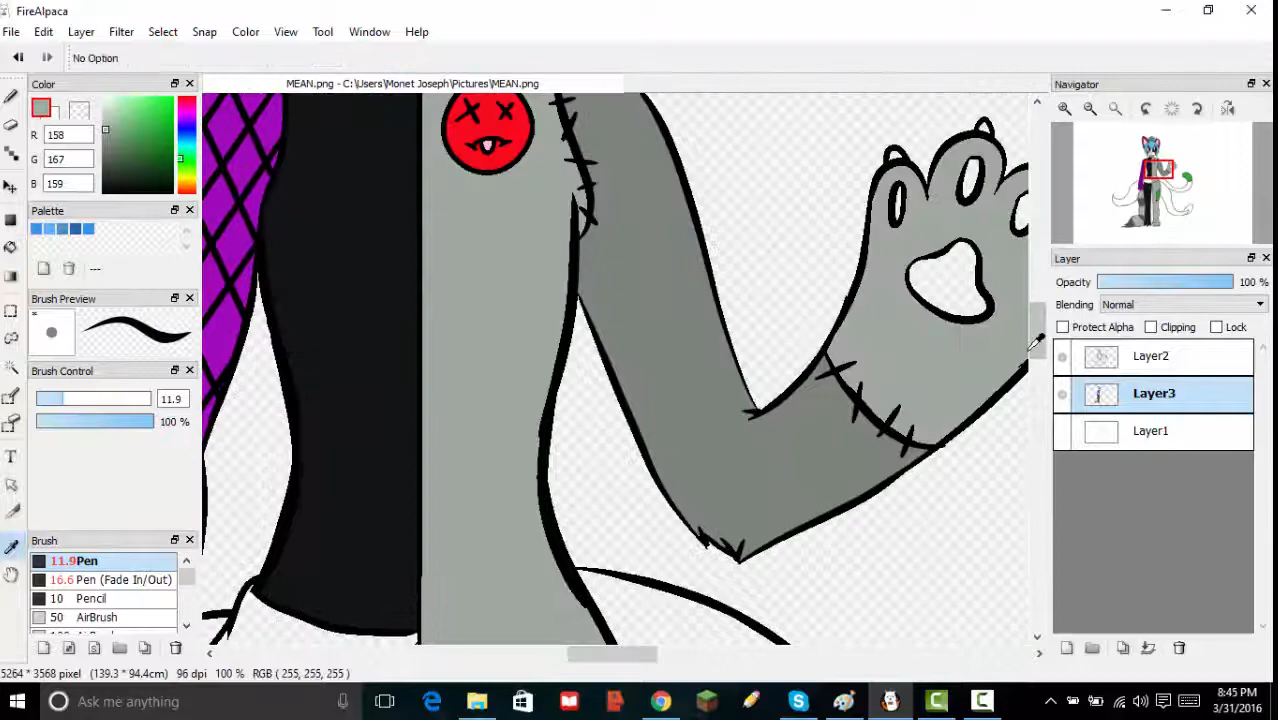 FireAlpaca
File Edit Layer Filter Select Snap Color View Tool Window Help
No Option
Color
MEAN.png - C:\Users\Monet Joseph\Pictures\MEAN.png
Navigator
R 158
G 167
B 159
Palette
---
Brush Preview
Brush Control
11.9
100 %
Layer
Opacity 100 %
Blending Normal
Protect Alpha Clipping Lock
Layer2
Layer3
Layer1
T
Brush
11.9 Pen
16.6 Pen (Fade In/Out)
10 Pencil
50 AirBrush
5264 * 3568 pixel (139.3 * 94.4cm) 96 dpi 100 % RGB ( 255, 255, 255 )
Ask me anything
8:45 PM
3/31/2016